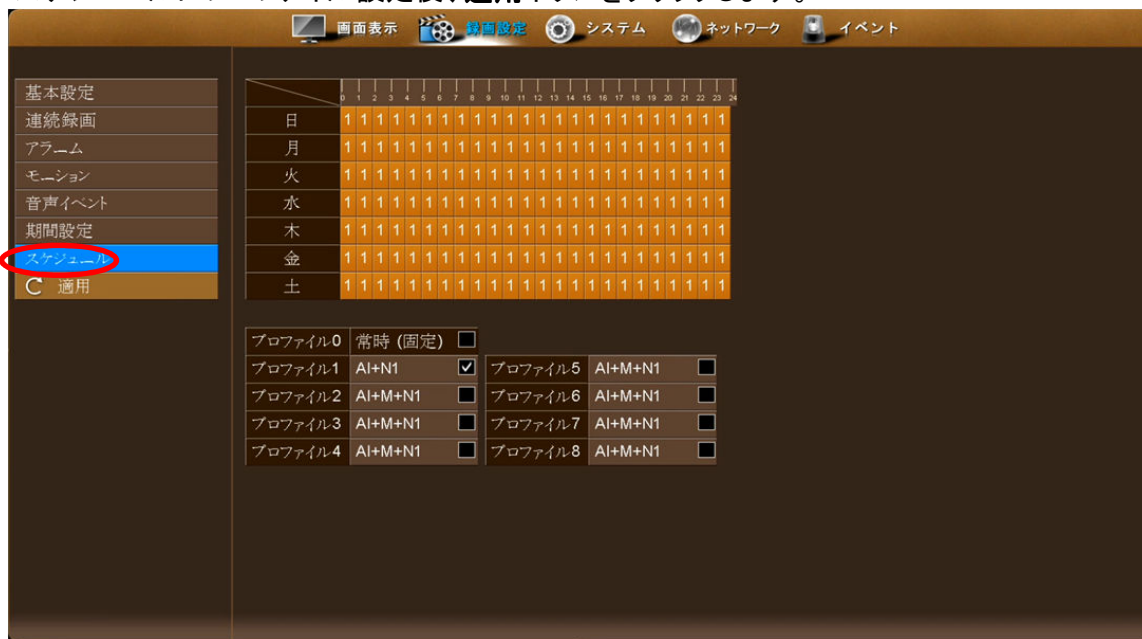 設定後、適用ボタンをクリックします。
画面表示 録画設定 システム ネットワーク イベント
基本設定
連続録画
アラーム
モーション
音声イベント
期間設定
スケジュール
適用
0 1 2 3 4 5 6 7 8 9 10 11 12 13 14 15 16 17 18 19 20 21 22 23 24
日 1 1 1 1 1 1 1 1 1 1 1 1 1 1 1 1 1 1 1 1 1 1 1 1
月 1 1 1 1 1 1 1 1 1 1 1 1 1 1 1 1 1 1 1 1 1 1 1 1
火 1 1 1 1 1 1 1 1 1 1 1 1 1 1 1 1 1 1 1 1 1 1 1 1
水 1 1 1 1 1 1 1 1 1 1 1 1 1 1 1 1 1 1 1 1 1 1 1 1
木 1 1 1 1 1 1 1 1 1 1 1 1 1 1 1 1 1 1 1 1 1 1 1 1
金 1 1 1 1 1 1 1 1 1 1 1 1 1 1 1 1 1 1 1 1 1 1 1 1
土 1 1 1 1 1 1 1 1 1 1 1 1 1 1 1 1 1 1 1 1 1 1 1 1
プロファイル0 常時 (固定)
プロファイル1 AI+N1 プロファイル5 AI+M+N1
プロファイル2 AI+M+N1 プロファイル6 AI+M+N1
プロファイル3 AI+M+N1 プロファイル7 AI+M+N1
プロファイル4 AI+M+N1 プロファイル8 AI+M+N1